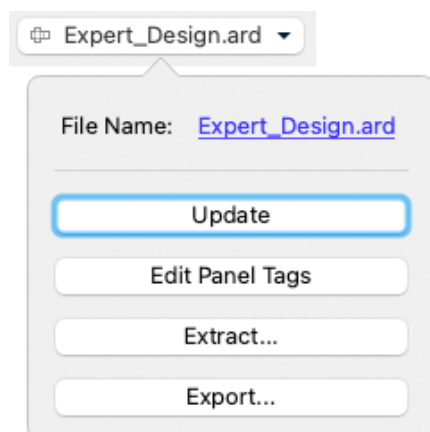 Expert_Design.ard
File Name: Expert_Design.ard
Update
Edit Panel Tags
Extract...
Export...